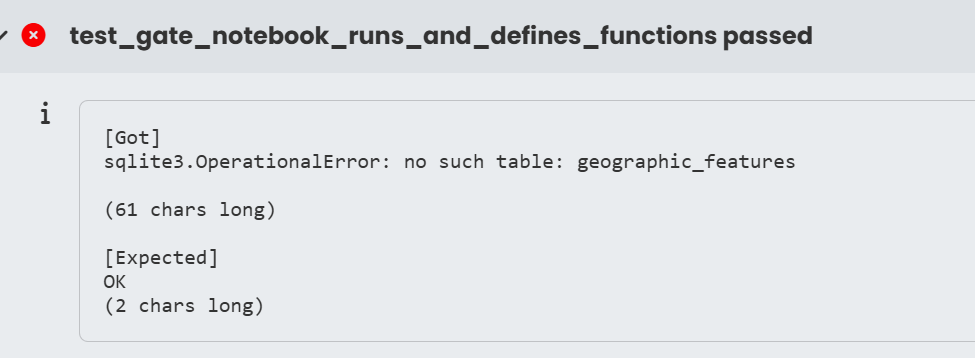 test_gate_notebook_runs_and_defines_functions passed
i
[Got]
sqlite3.OperationalError: no such table: geographic_features
(61 chars long)
[Expected]
OK
(2 chars long)